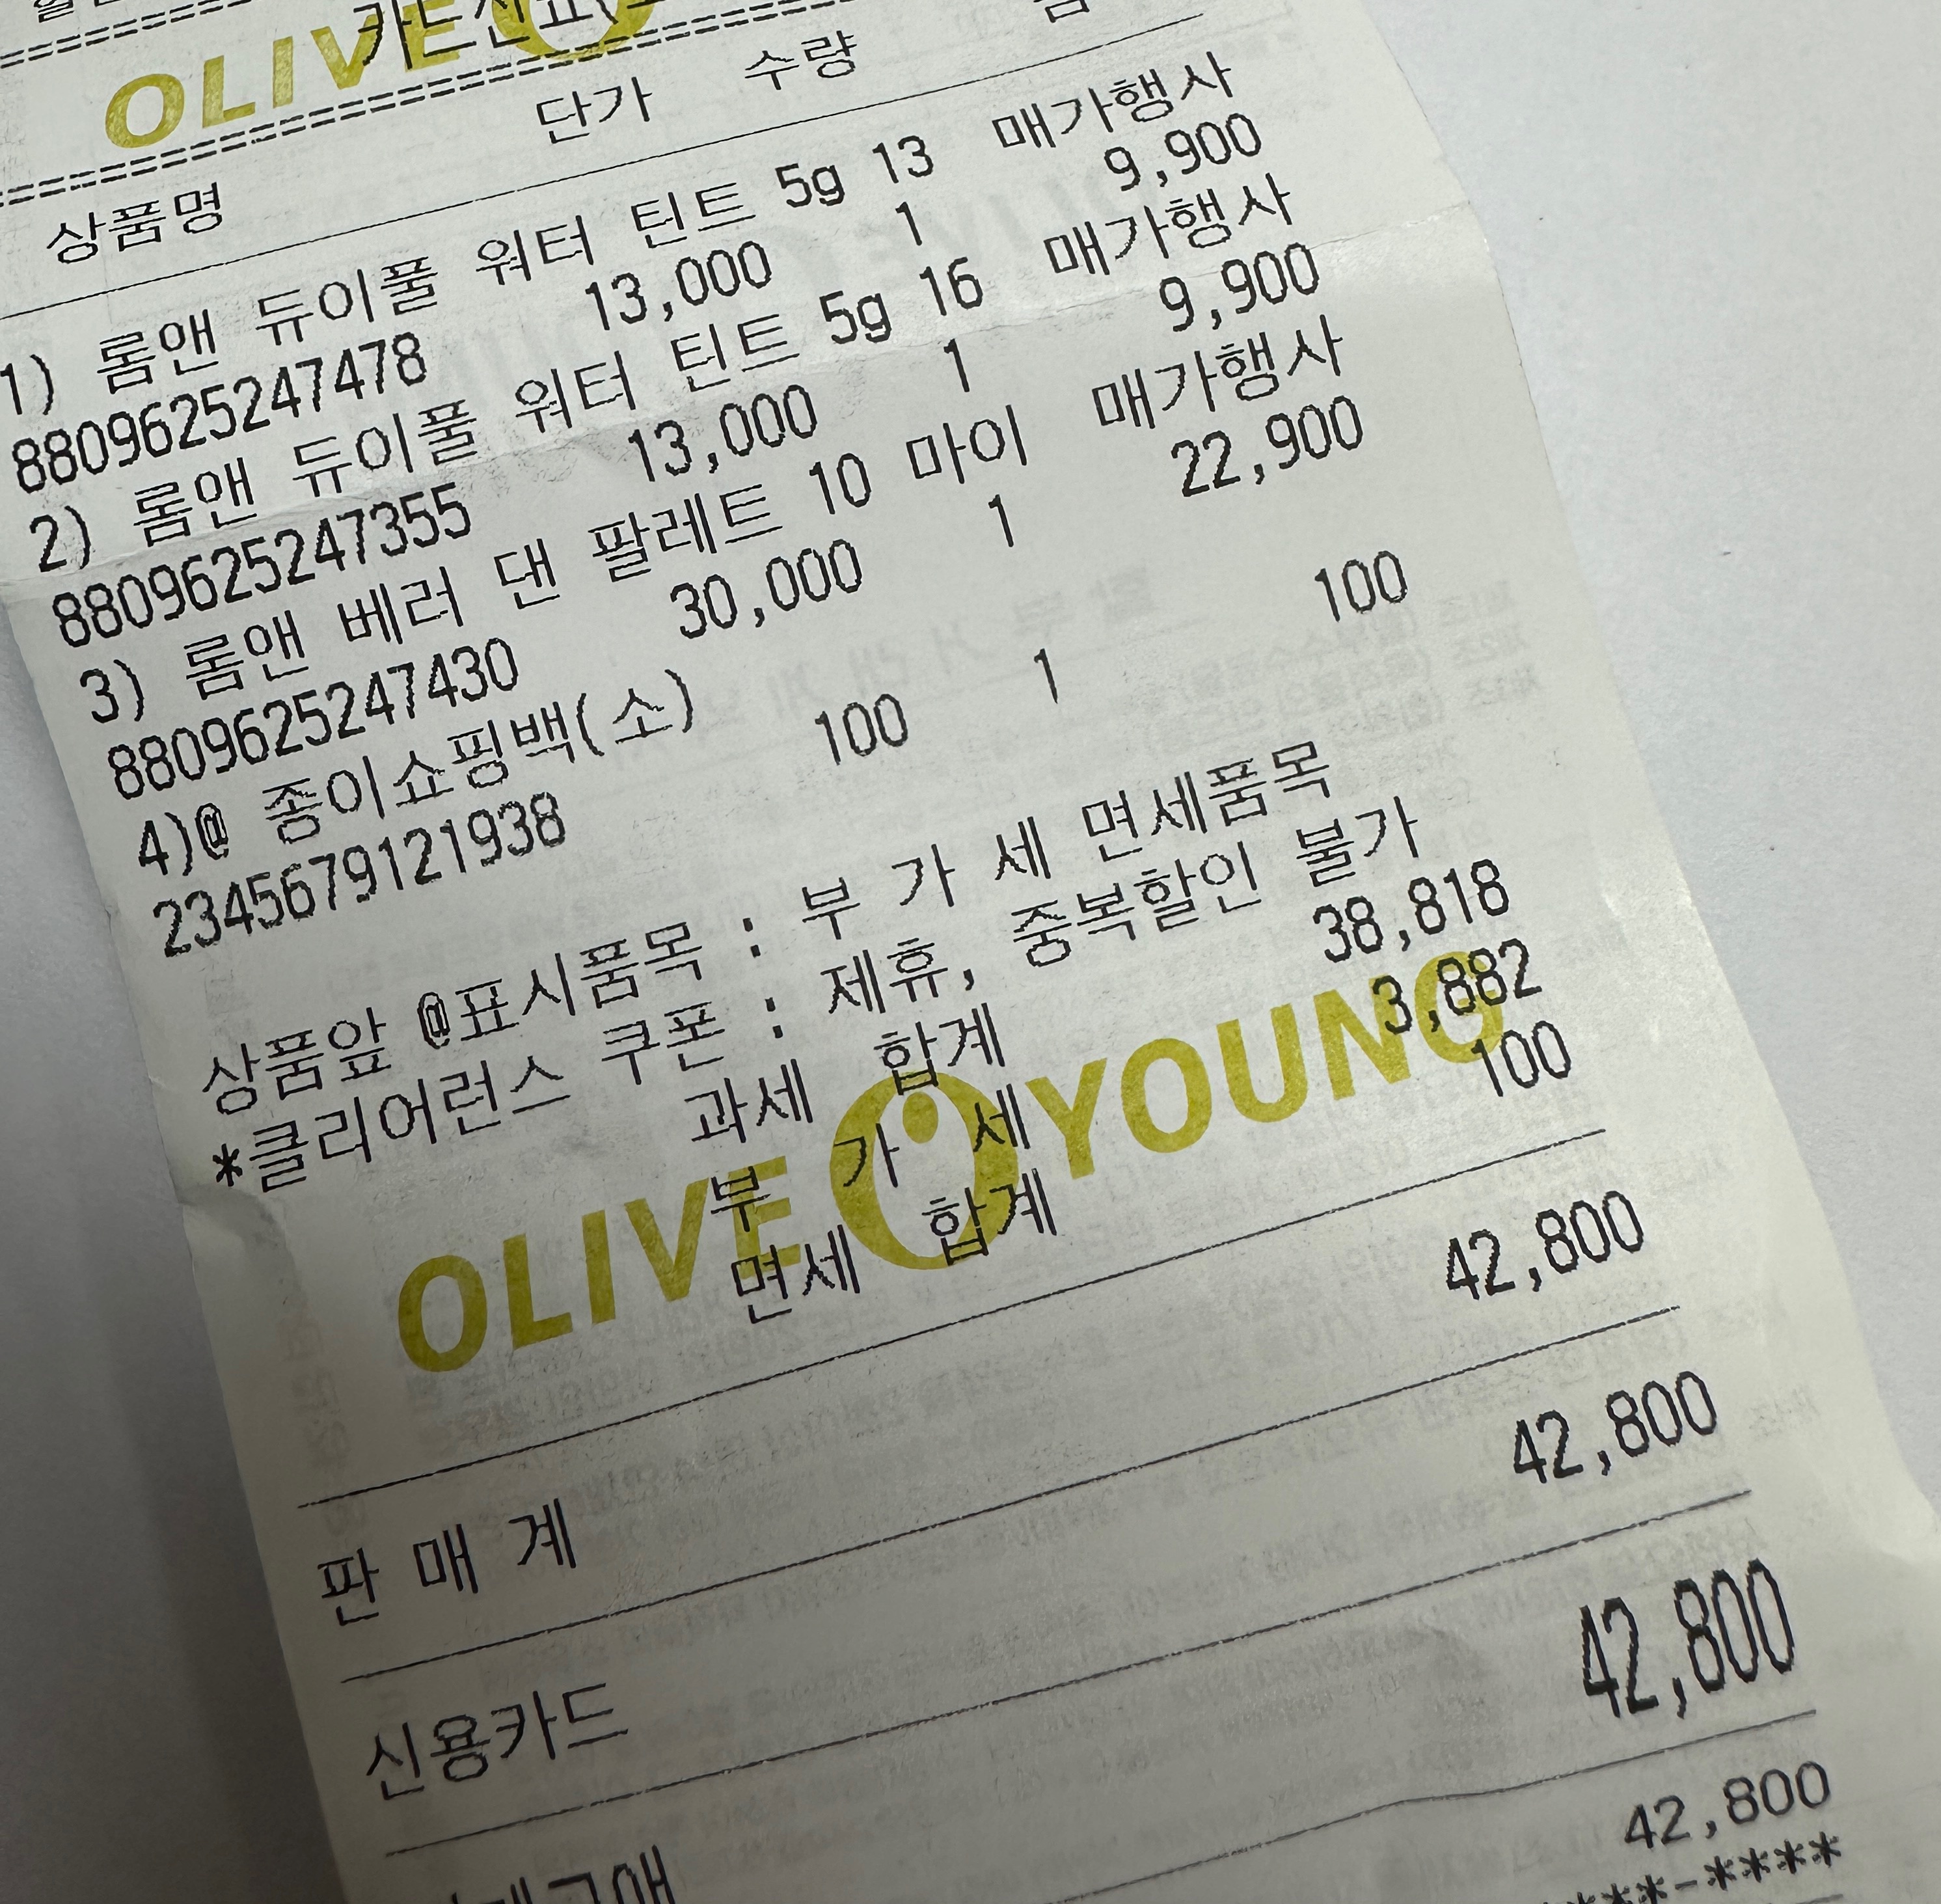 OLIVE
단가 수량
상품명
1) 롬앤 듀이풀 워터 틴트 5g 13 매가행사
8809625247478 13,000 1 9,900
2) 롬앤 듀이풀 워터 틴트 5g 16 매가행사
8809625247355 13,000 1 9,900
3) 롬앤 베러 댄 팔레트 10 마이 매가행사
8809625247430 30,000 1 22,900
4)@ 종이쇼핑백(소)
2345679121938 100 1 100
상품앞 @표시품목 : 부 가 세 면세품목
*클리어런스 쿠폰 : 제휴, 중복할인 불가
과세 합계 38,818
부 가 세 3,882
면세 합계 100
OLIVE YOUNG
판 매 계 42,800
신용카드 42,800
42,800
42,800
****-****